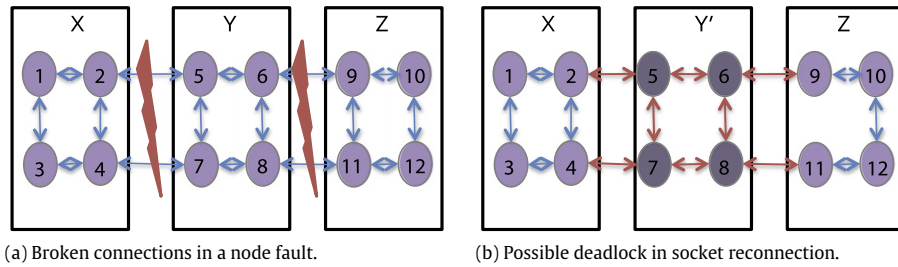 X Y Z
1 2 5 6 9 10
3 4 7 8 11 12
(a) Broken connections in a node fault.
X Y' Z
1 2 5 6 9 10
3 4 7 8 11 12
(b) Possible deadlock in socket reconnection.